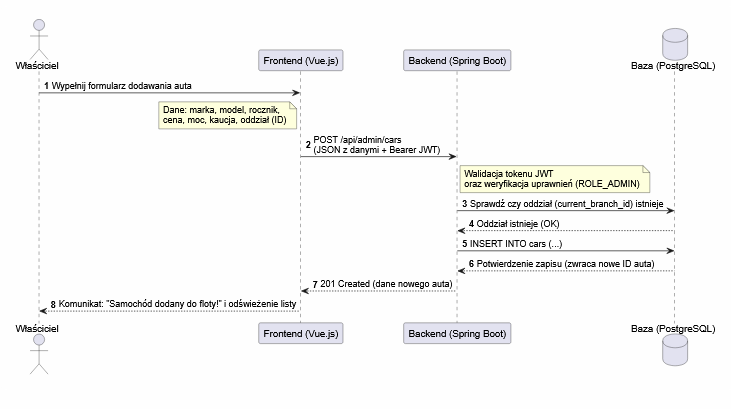 Właściciel
Frontend (Vue.js)
Backend (Spring Boot)
Baza (PostgreSQL)
1 Wypełnij formularz dodawania auta
Dane: marka, model, rocznik,
cena, moc, kaucja, oddział (ID)
2 POST /api/admin/cars
(JSON z danymi + Bearer JWT)
Walidacja tokenu JWT
oraz weryfikacja uprawnień (ROLE_ADMIN)
3 Sprawdź czy oddział (current_branch_id) istnieje
4 Oddział istnieje (OK)
5 INSERT INTO cars (...)
6 Potwierdzenie zapisu (zwraca nowe ID auta)
7 201 Created (dane nowego auta)
8 Komunikat: "Samochód dodany do floty!" i odświeżenie listy
Właściciel
Frontend (Vue.js)
Backend (Spring Boot)
Baza (PostgreSQL)